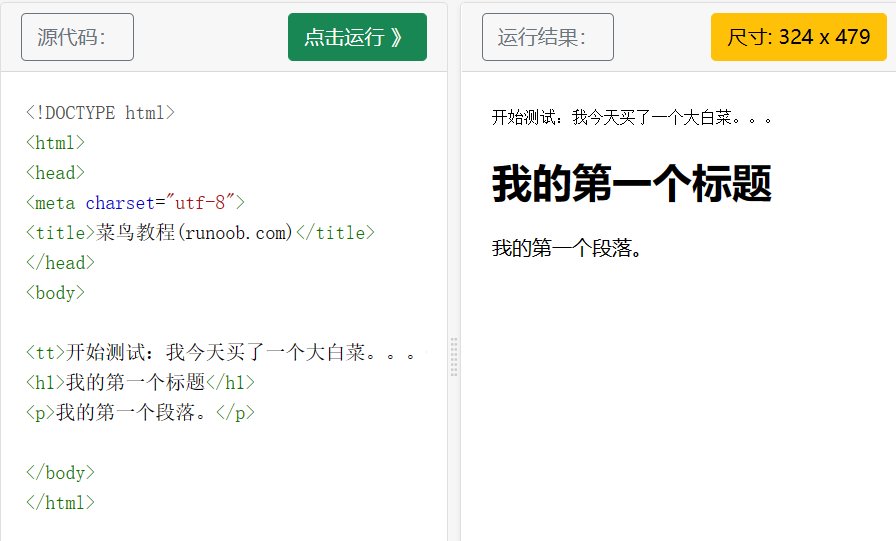 源代码：
点击运行 》
<!DOCTYPE html>
<html>
<head>
<meta charset="utf-8">
<title>菜鸟教程(runoob.com)</title>
</head>
<body>
<tt>开始测试：我今天买了一个大白菜。。。
<h1>我的第一个标题</h1>
<p>我的第一个段落。</p>
</body>
</html>
运行结果：
尺寸: 324 x 479
开始测试：我今天买了一个大白菜。。。
我的第一个标题
我的第一个段落。